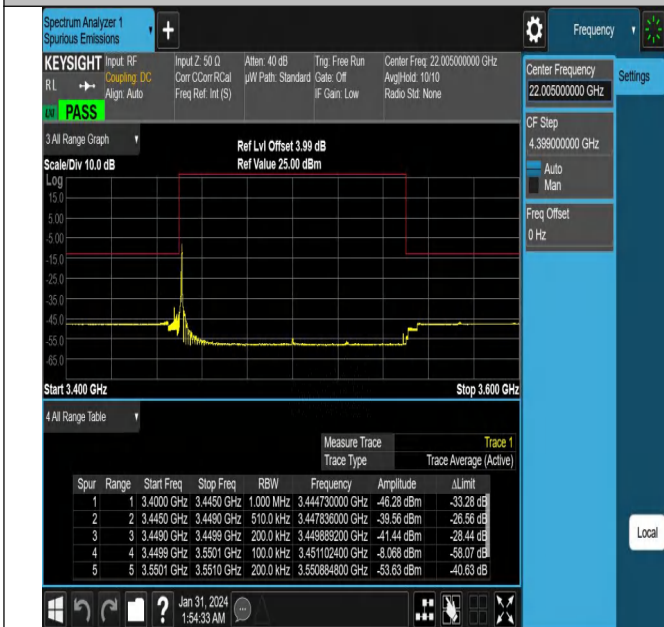 Spectrum Analyzer 1
Spurious Emissions
+
Frequency
KEYSIGHT
RL
PASS
Input: RF
Coupling: DC
Align: Auto
Input Z: 50 Ω
Corr CCorr RCal
Freq Ref: Int (S)
Atten: 40 dB
µW Path: Standard
Trig: Free Run
Gate: Off
IF Gain: Low
Center Freq: 22.005000000 GHz
Avg|Hold: 10/10
Radio Std: None
Center Frequency
22.005000000 GHz
Settings
CF Step
4.399000000 GHz
Auto
Man
Freq Offset
0 Hz
3 All Range Graph
Scale/Div 10.0 dB
Ref Lvl Offset 3.99 dB
Ref Value 25.00 dBm
Log
15.0
5.00
-5.00
-15.0
-25.0
-35.0
-45.0
-55.0
-65.0
Start 3.400 GHz
Stop 3.600 GHz
4 All Range Table
Measure Trace Trace 1
Trace Type Trace Average (Active)
Spur Range Start Freq Stop Freq RBW Frequency Amplitude ΔLimit
1 1 3.4000 GHz 3.4450 GHz 1.000 MHz 3.444730000 GHz -46.28 dBm -33.28 dB
2 2 3.4450 GHz 3.4490 GHz 510.0 kHz 3.447836000 GHz -39.56 dBm -26.56 dB
3 3 3.4490 GHz 3.4499 GHz 200.0 kHz 3.449889200 GHz -41.44 dBm -28.44 dB
4 4 3.4499 GHz 3.5501 GHz 100.0 kHz 3.451102400 GHz -8.068 dBm -58.07 dB
5 5 3.5501 GHz 3.5510 GHz 200.0 kHz 3.550884800 GHz -53.63 dBm -40.63 dB
Local
?
Jan 31, 2024
1:54:33 AM